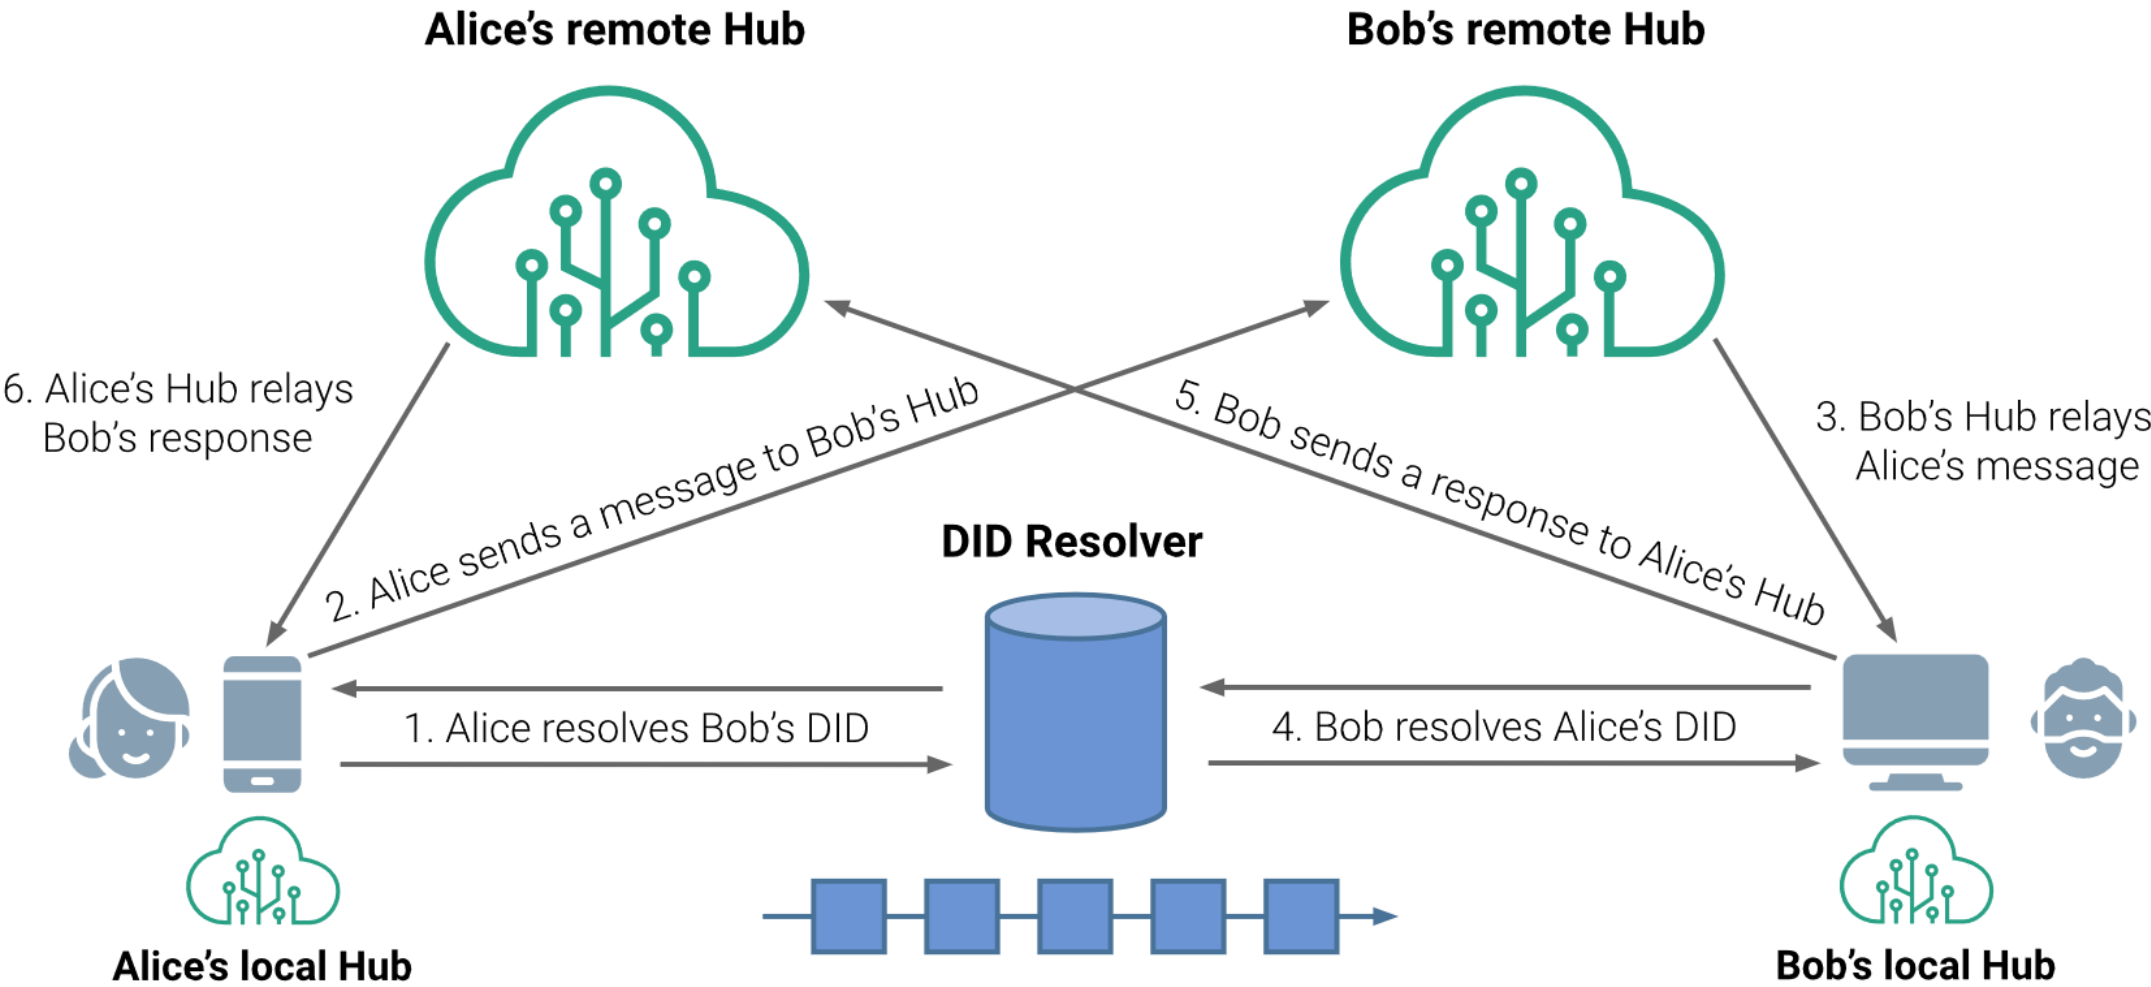 Alice’s remote Hub
Bob’s remote Hub
6. Alice’s Hub relays
Bob’s response
2. Alice sends a message to Bob’s Hub
5. Bob sends a response to Alice’s Hub
3. Bob’s Hub relays
Alice’s message
DID Resolver
1. Alice resolves Bob’s DID
4. Bob resolves Alice’s DID
Alice’s local Hub
Bob’s local Hub